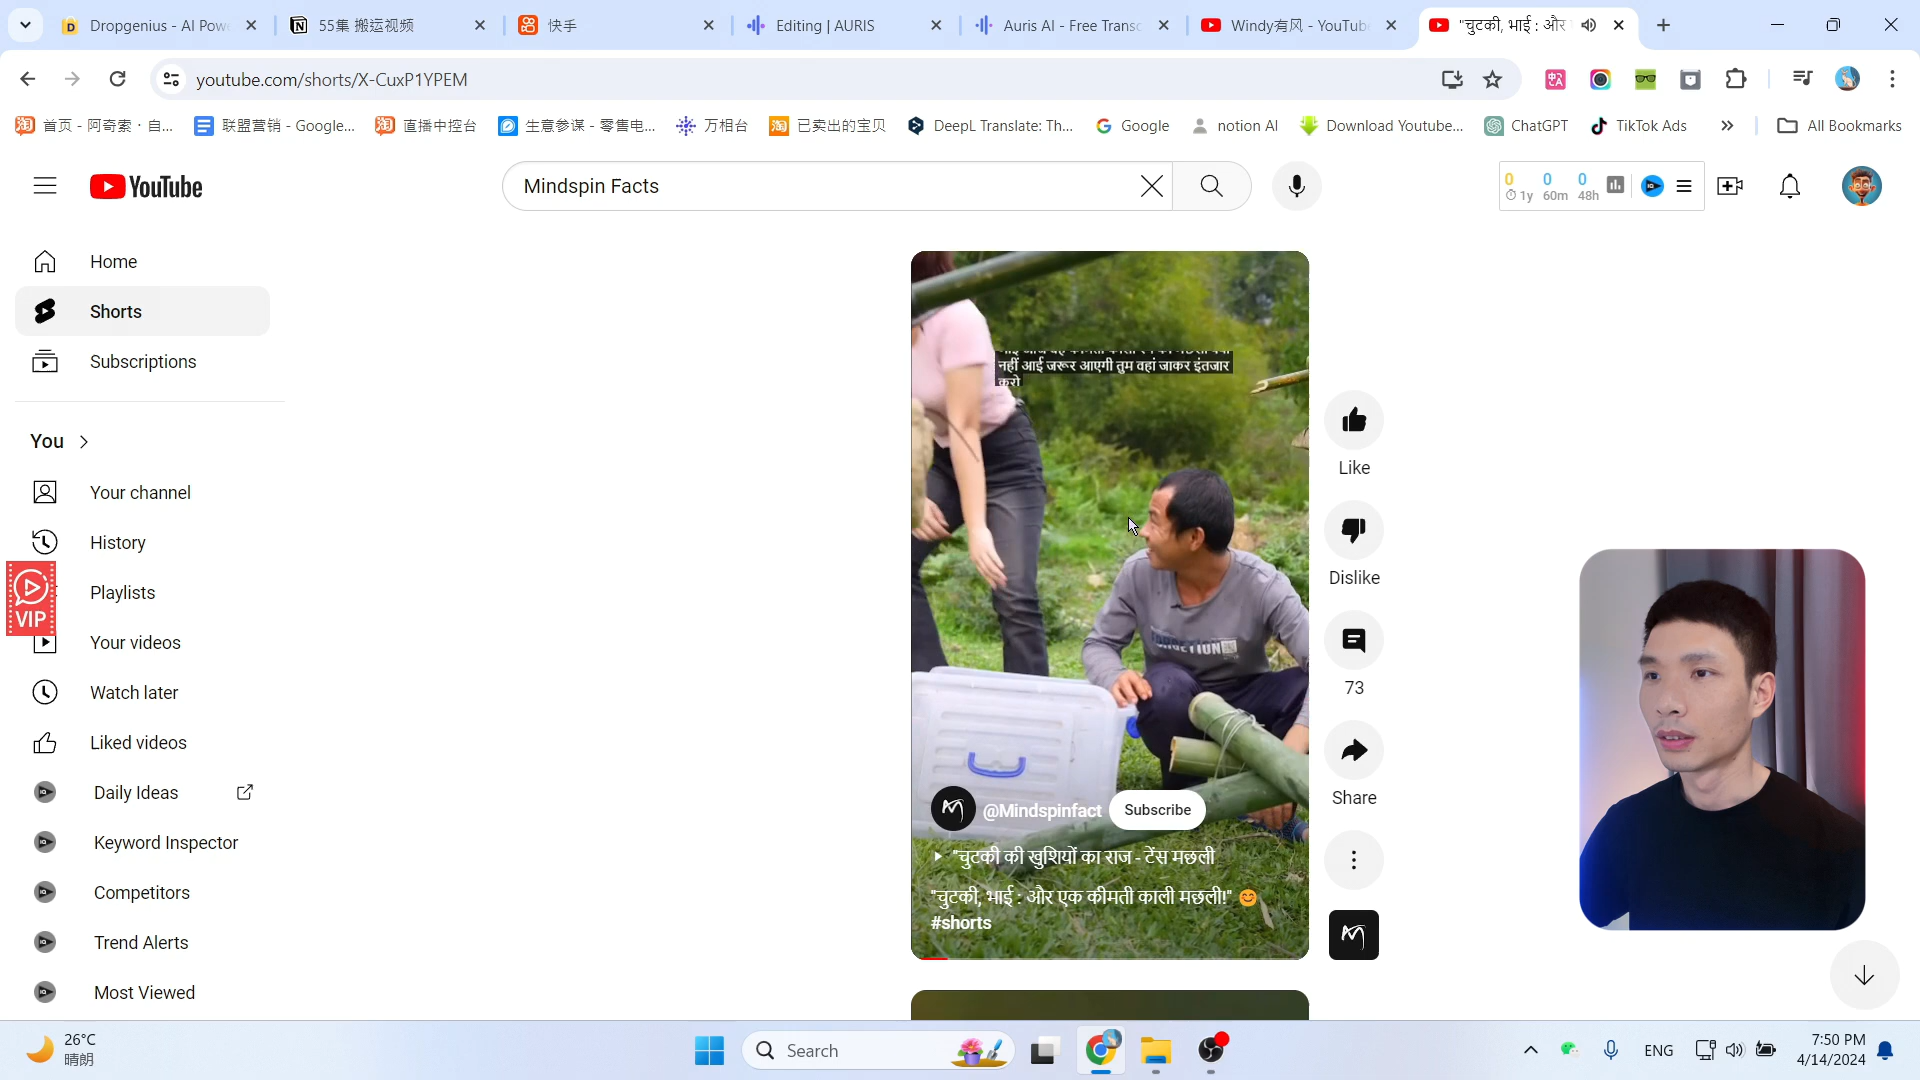 Dropgenius - AI Pow
55集 搬运视频
快手
Editing | AURIS
Auris AI - Free Transc
Windy有风 - YouTube
"चुटकी, भाई : और
youtube.com/shorts/X-CuxP1YPEM
首页 - 阿奇索 · 自...
联盟营销 - Google...
直播中控台
生意参谋 - 零售电...
万相台
已卖出的宝贝
DeepL Translate: Th...
Google
notion AI
Download Youtube...
ChatGPT
TikTok Ads
All Bookmarks
YouTube
Mindspin Facts
0 0 0
1y 60m 48h
Home
Shorts
Subscriptions
You
Your channel
History
Playlists
VIP
Your videos
Watch later
Liked videos
Daily Ideas
Keyword Inspector
Competitors
Trend Alerts
Most Viewed
नहीं आई जरूर आएगी तुम वहां जाकर इंतजार
करो
Like
Dislike
73
Share
@Mindspinfact Subscribe
"चुटकी की खुशियों का राज - टेंस मछली
"चुटकी, भाई : और एक कीमती काली मछली!" 😊
#shorts
26°C
晴朗
Search
ENG
7:50 PM
4/14/2024